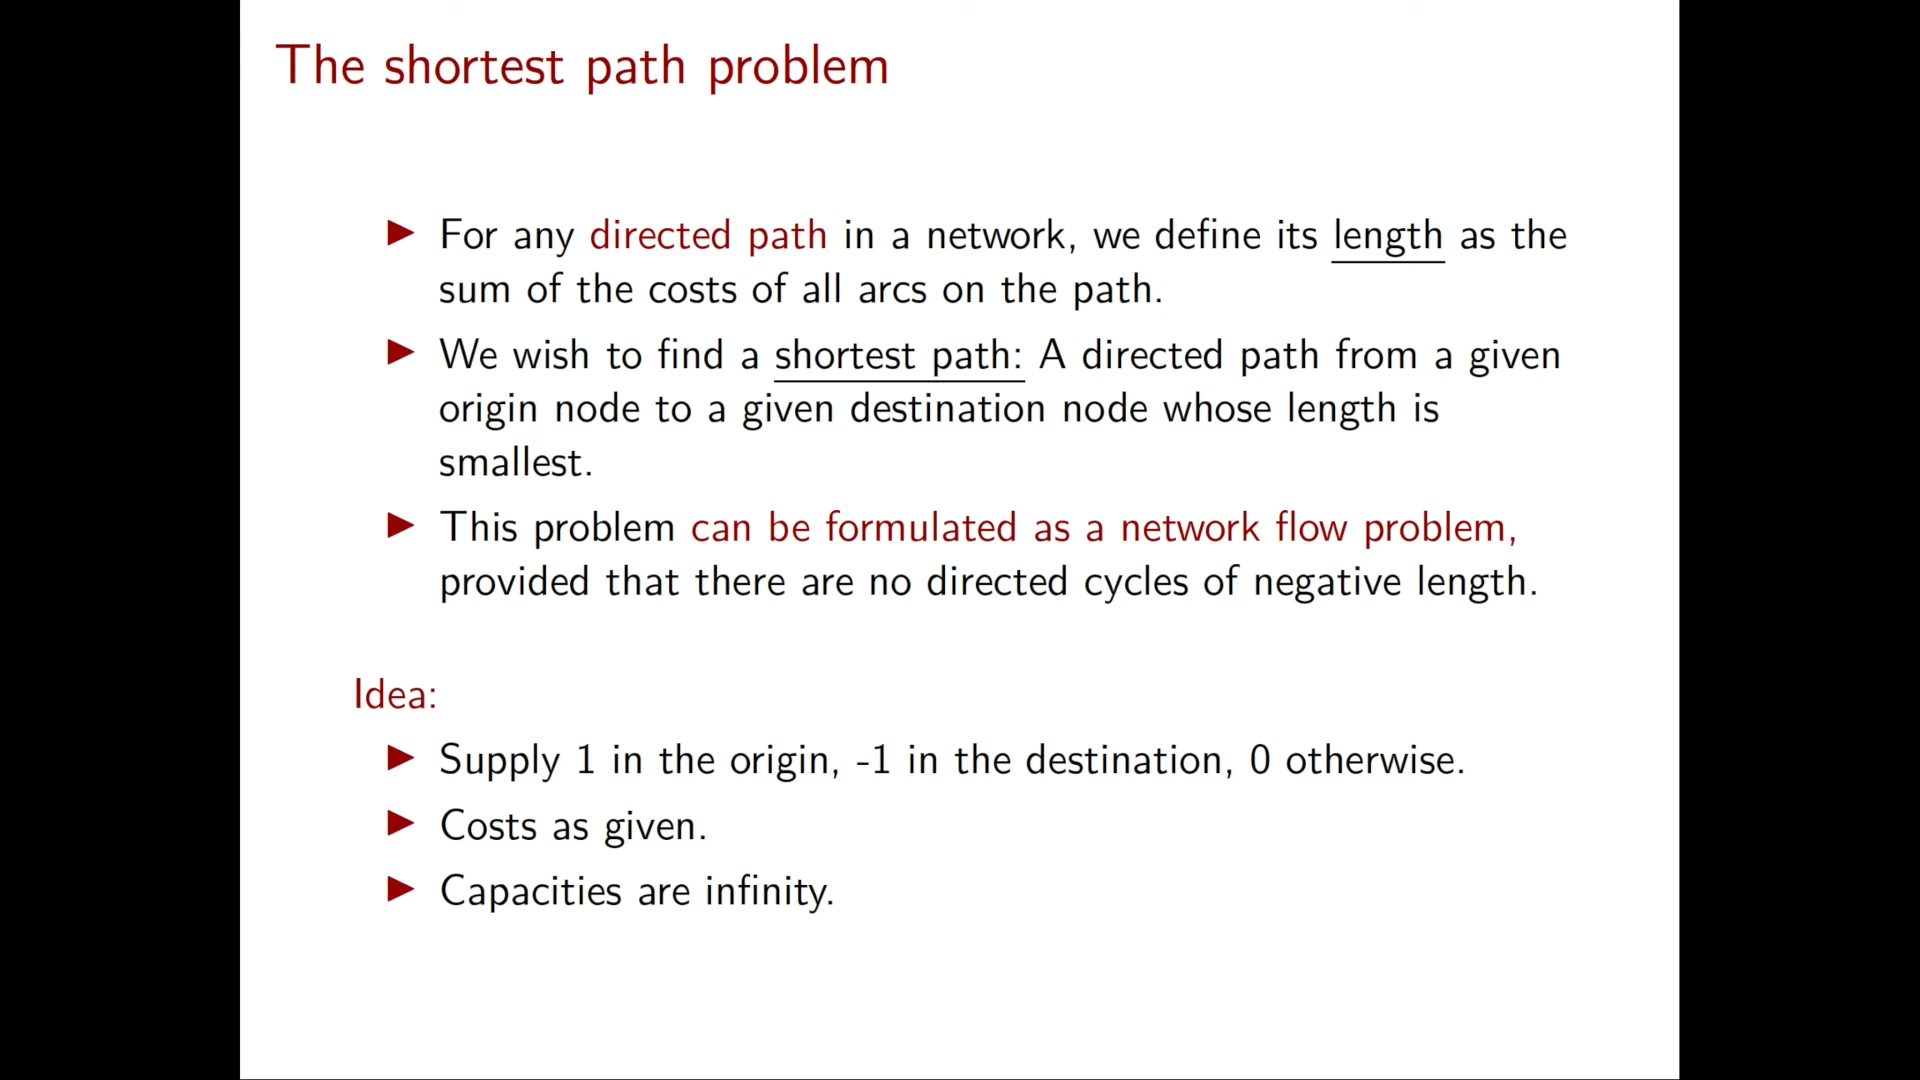 The shortest path problem
▶ For any directed path in a network, we define its length as the
sum of the costs of all arcs on the path.
▶ We wish to find a shortest path: A directed path from a given
origin node to a given destination node whose length is
smallest.
▶ This problem can be formulated as a network flow problem,
provided that there are no directed cycles of negative length.
Idea:
▶ Supply 1 in the origin, -1 in the destination, 0 otherwise.
▶ Costs as given.
▶ Capacities are infinity.